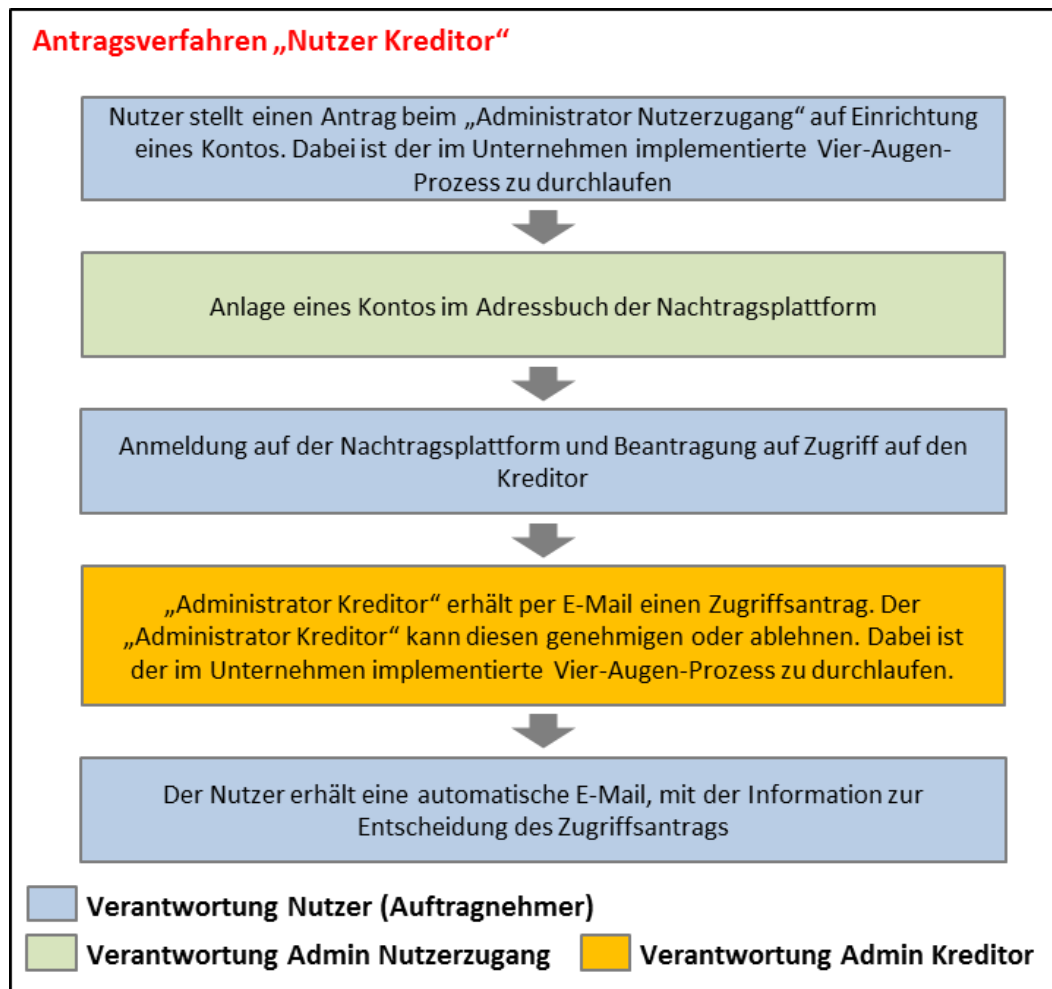 Antragsverfahren „Nutzer Kreditor“
Nutzer stellt einen Antrag beim „Administrator Nutzerzugang“ auf Einrichtung
eines Kontos. Dabei ist der im Unternehmen implementierte Vier-Augen-
Prozess zu durchlaufen
Anlage eines Kontos im Adressbuch der Nachtragsplattform
Anmeldung auf der Nachtragsplattform und Beantragung auf Zugriff auf den
Kreditor
„Administrator Kreditor“ erhält per E-Mail einen Zugriffsantrag. Der
„Administrator Kreditor“ kann diesen genehmigen oder ablehnen. Dabei ist
der im Unternehmen implementierte Vier-Augen-Prozess zu durchlaufen.
Der Nutzer erhält eine automatische E-Mail, mit der Information zur
Entscheidung des Zugriffsantrags
Verantwortung Nutzer (Auftragnehmer)
Verantwortung Admin Nutzerzugang
Verantwortung Admin Kreditor